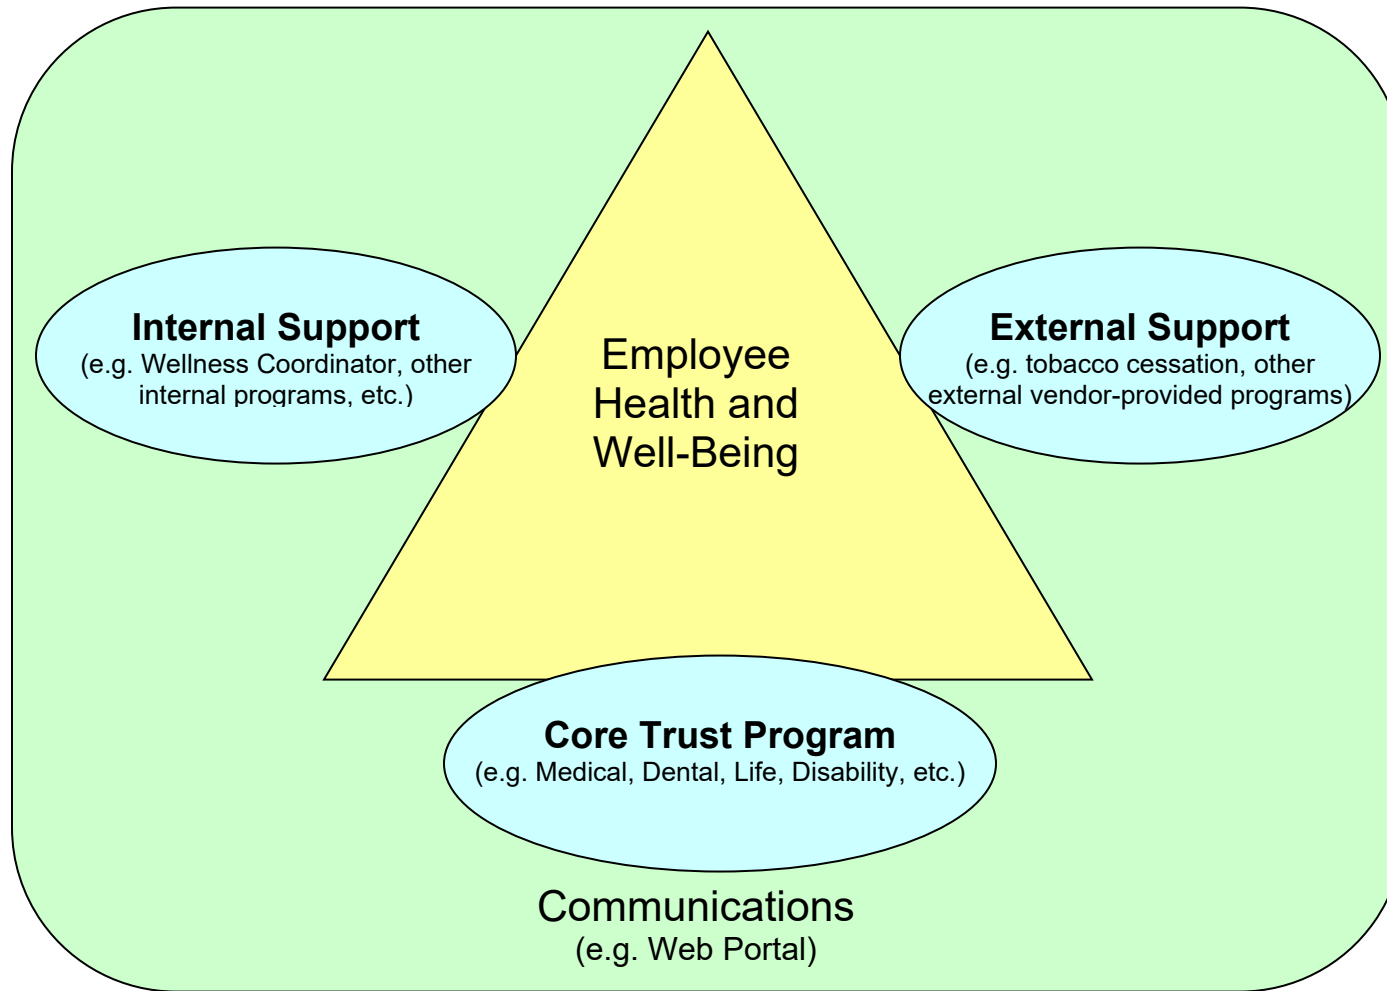 Internal Support
(e.g. Wellness Coordinator, other
internal programs, etc.)
Employee
Health and
Well-Being
External Support
(e.g. tobacco cessation, other
external vendor-provided programs)
Core Trust Program
(e.g. Medical, Dental, Life, Disability, etc.)
Communications
(e.g. Web Portal)